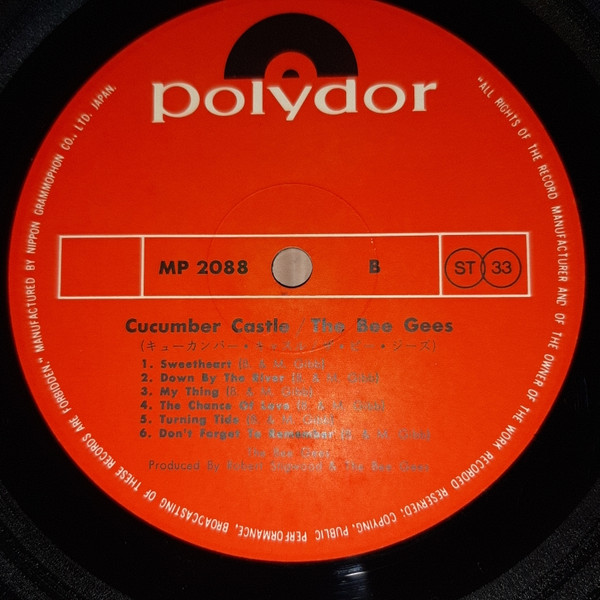 polydor
MP 2088
B
ST 33
Cucumber Castle / The Bee Gees
(キューカンバー・キャッスル/ザ・ビー・ジーズ)
1. Sweetheart (B. & M. Gibb)
2. Down By The River (B. & M. Gibb)
3. My Thing (B. & M. Gibb)
4. The Chance Of Love (B. & M. Gibb)
5. Turning Tide (B. & M. Gibb)
6. Don't Forget To Remember (B. & M. Gibb)
The Bee Gees
Produced By Robert Stigwood & The Bee Gees
"ALL RIGHTS OF THE RECORD MANUFACTURER AND OF THE OWNER OF THE WORK RECORDED RESERVED; COPYING, PUBLIC PERFORMANCE, BROADCASTING OF THESE RECORDS ARE FORBIDDEN." MANUFACTURED BY NIPPON GRAMMOPHON CO., LTD. JAPAN.